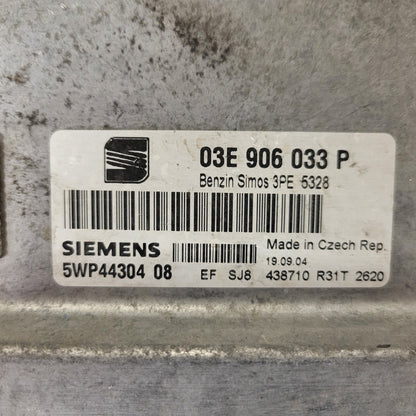 03E 906 033 P
Benzin Simos 3PE 5328
SIEMENS
Made in Czech Rep.
19.09.04
5WP44304 08
EF SJ8 438710 R31T 2620